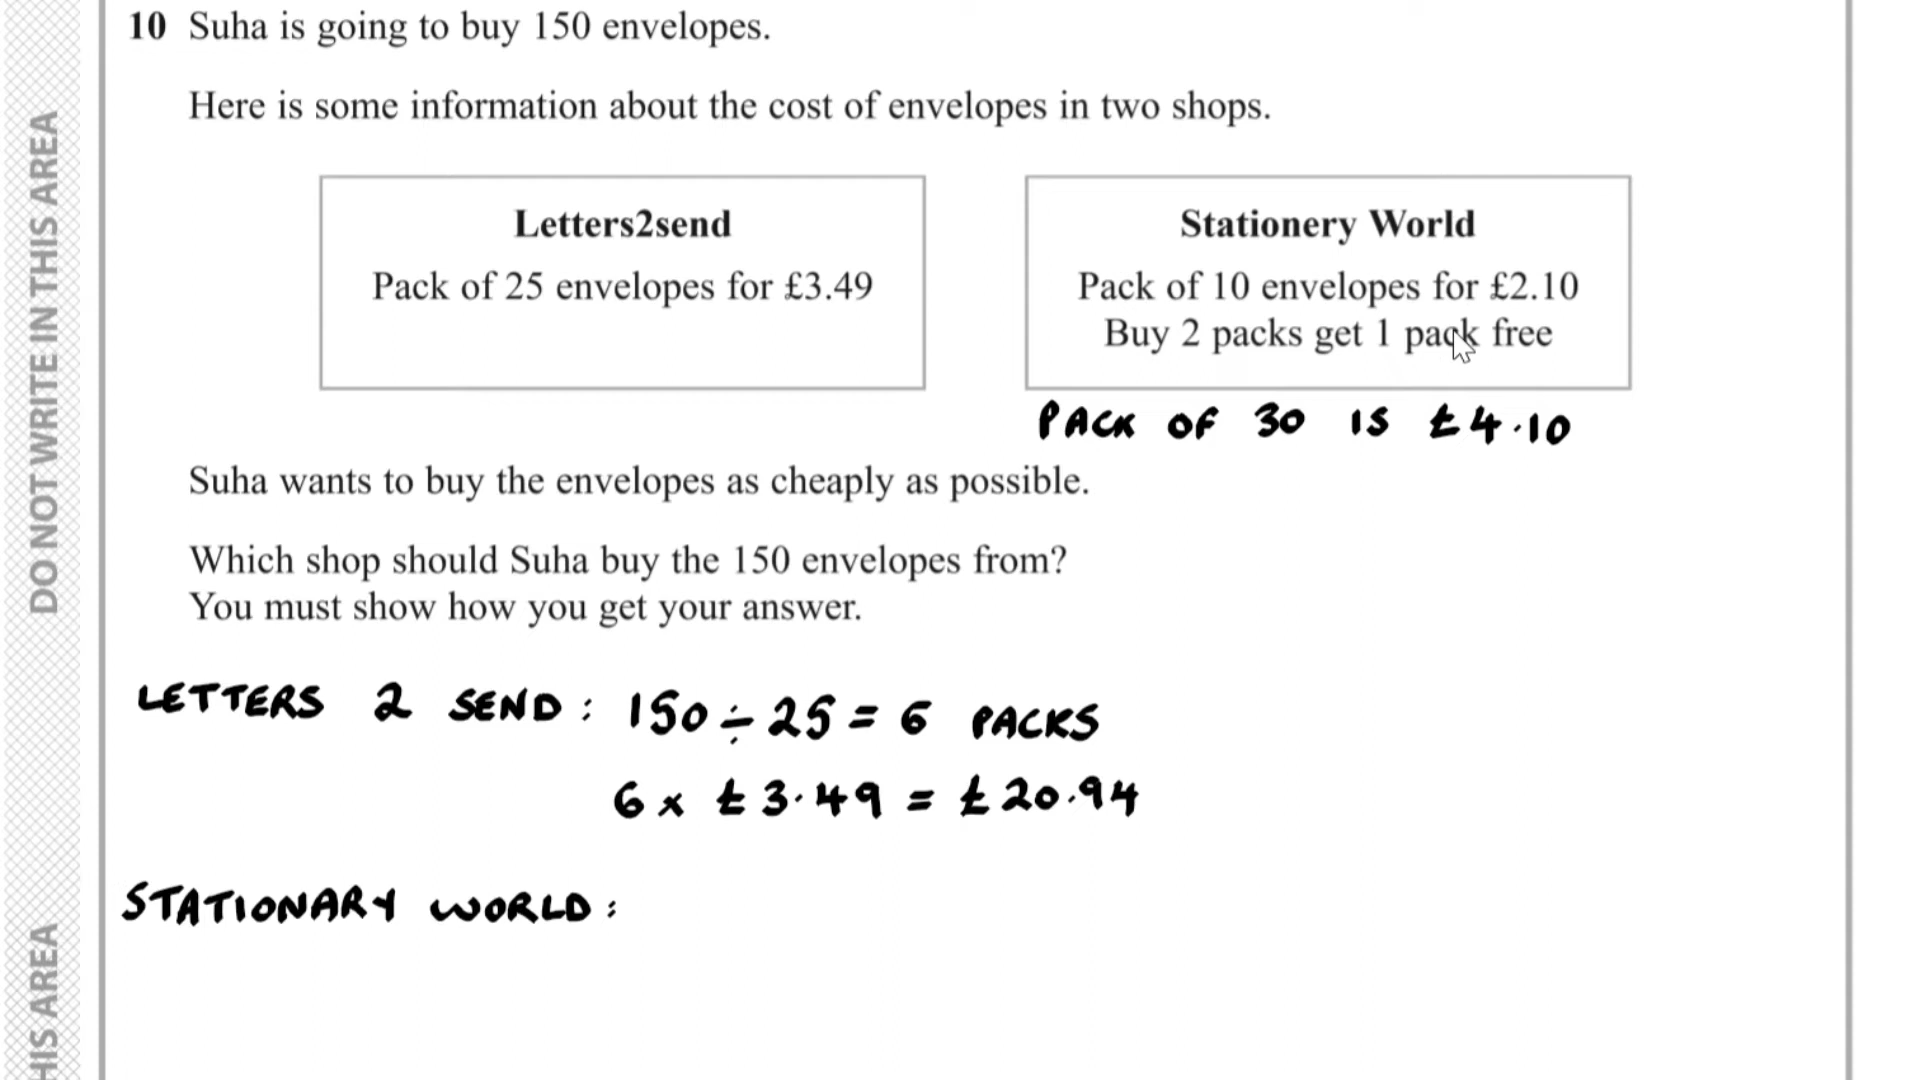 10 Suha is going to buy 150 envelopes.
Here is some information about the cost of envelopes in two shops.
Letters2send
Pack of 25 envelopes for £3.49
Stationery World
Pack of 10 envelopes for £2.10
Buy 2 packs get 1 pack free
PACK OF 30 IS £4.10
Suha wants to buy the envelopes as cheaply as possible.
Which shop should Suha buy the 150 envelopes from?
You must show how you get your answer.
LETTERS 2 SEND: 150 ÷ 25 = 6 PACKS
6 x £3.49 = £20.94
STATIONARY WORLD:
DO NOT WRITE IN THIS AREA
HIS AREA